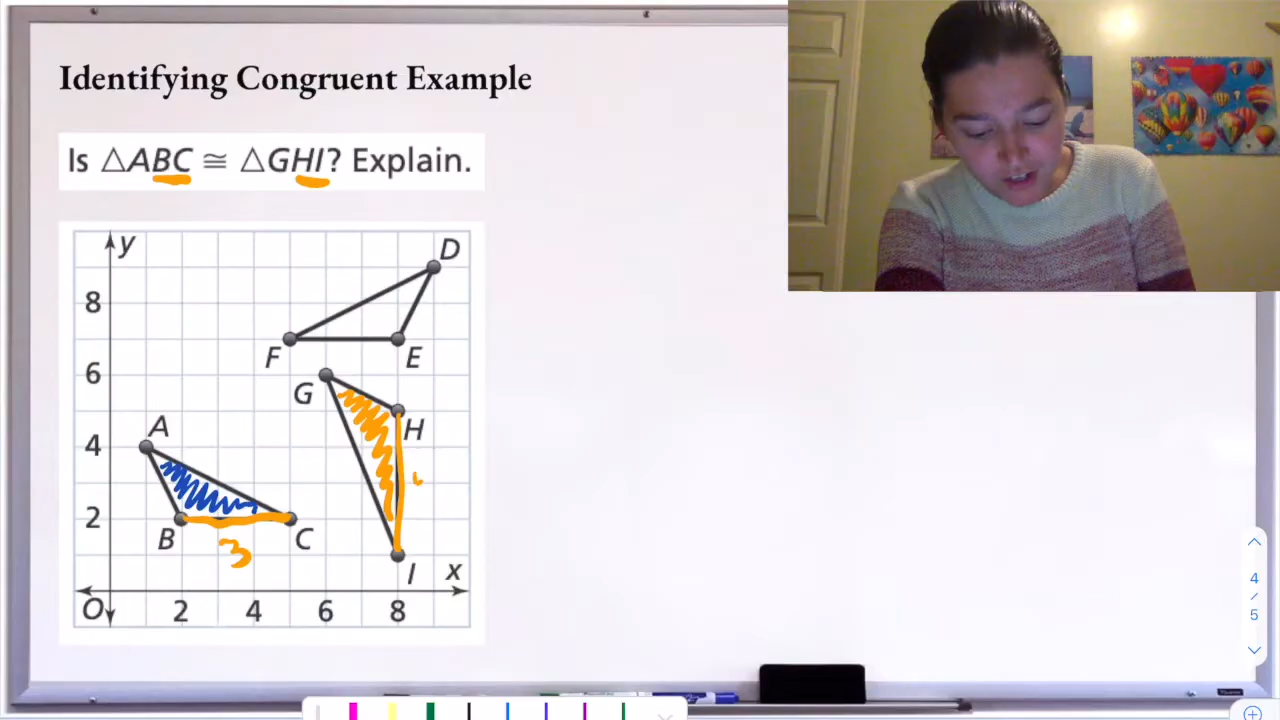 Identifying Congruent Example
Is △ABC ≅ △GHI? Explain.
y
D
8
F
E
6
G
A
H
4
2
B
C
3
I
x
O
2
4
6
8
4
/
5